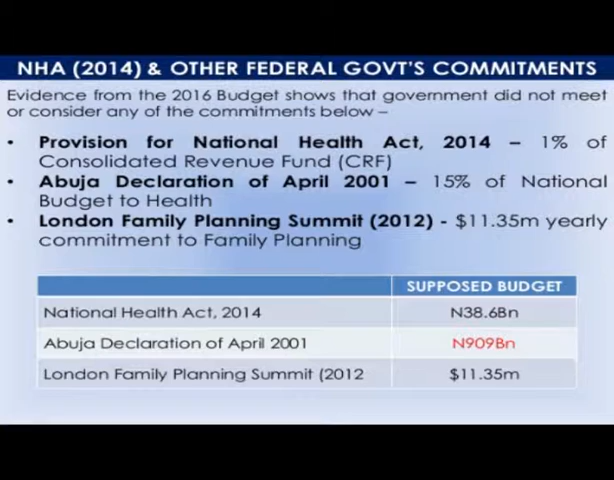 NHA (2014) & OTHER FEDERAL GOVT'S COMMITMENTS
Evidence from the 2016 Budget shows that government did not meet
or consider any of the commitments below –
• Provision for National Health Act, 2014 – 1% of
Consolidated Revenue Fund (CRF)
• Abuja Declaration of April 2001 – 15% of National
Budget to Health
• London Family Planning Summit (2012) - $11.35m yearly
commitment to Family Planning
SUPPOSED BUDGET
National Health Act, 2014 N38.6Bn
Abuja Declaration of April 2001 N909Bn
London Family Planning Summit (2012 $11.35m